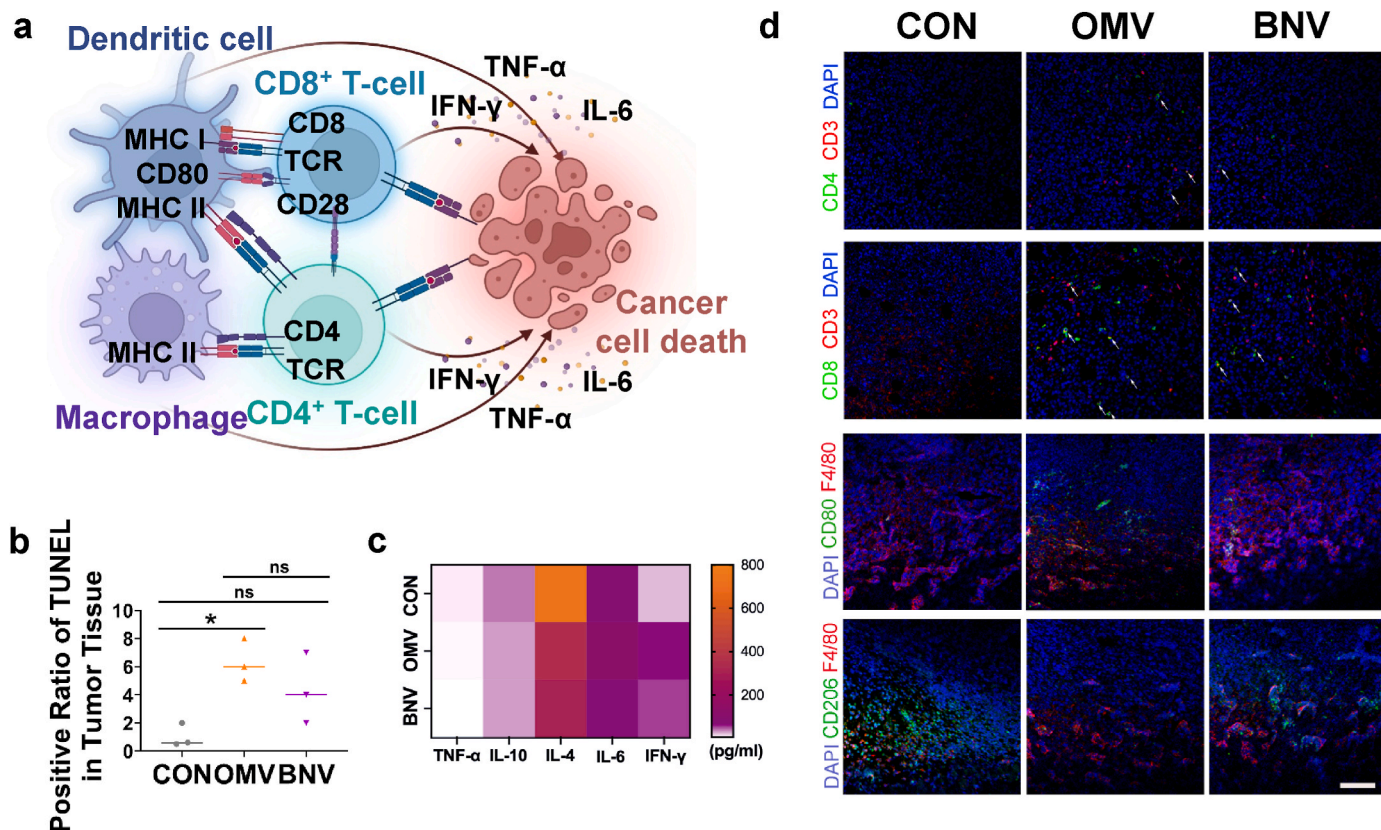 a
Dendritic cell
CD8⁺ T-cell
MHC I
CD80
MHC II
CD8
TCR
CD28
TNF-α
IFN-γ
IL-6
Cancer
cell death
MHC II
CD4
TCR
IFN-γ
IL-6
TNF-α
Macrophage
CD4⁺ T-cell
b
Positive Ratio of TUNEL
in Tumor Tissue
ns
ns
*
10
8
6
4
2
0
CON OMV BNV
c
CON
OMV
BNV
TNF-α IL-10 IL-4 IL-6 IFN-γ
800
600
400
200
(pg/ml)
d
CON OMV BNV
CD4 CD3 DAPI
CD8 CD3 DAPI
DAPI CD80 F4/80
DAPI CD206 F4/80